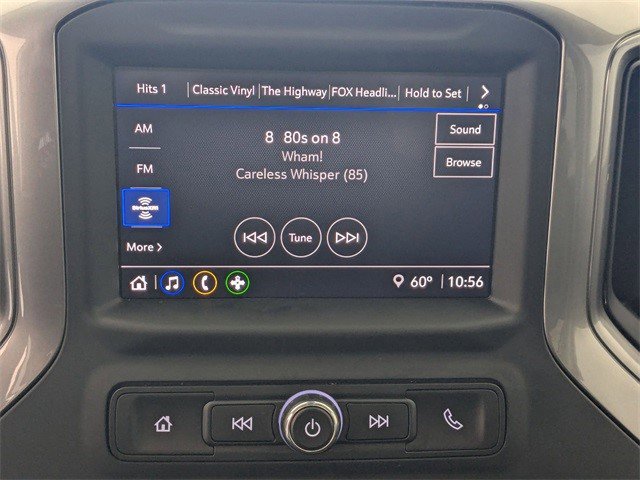 Hits 1 Classic Vinyl The Highway FOX Headli... Hold to Set
AM
8 80s on 8
Sound
Wham!
FM
Browse
Careless Whisper (85)
SiriusXM
Tune
More
60° 10:56